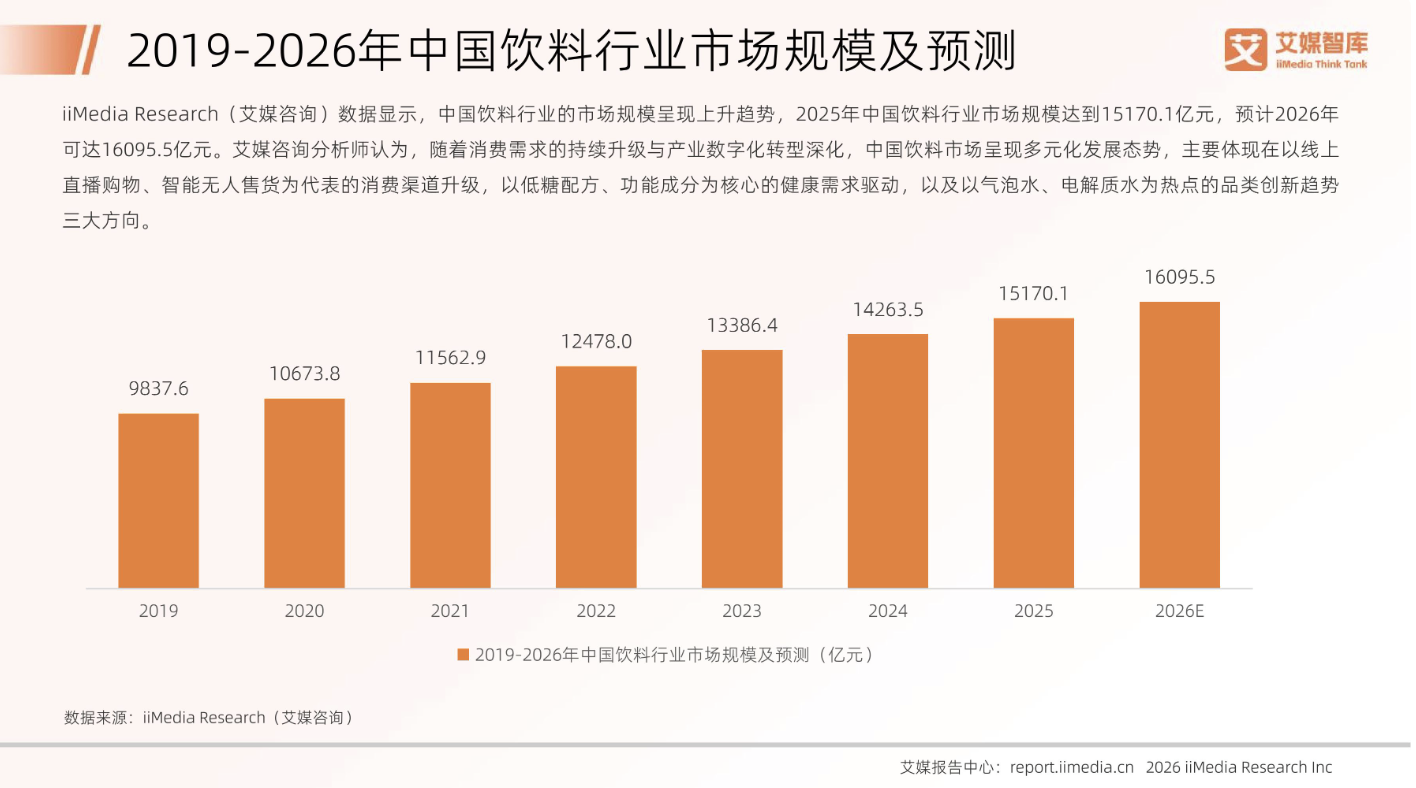 2019-2026年中国饮料行业市场规模及预测
艾媒智库
iiMedia Think Tank
iiMedia Research（艾媒咨询）数据显示，中国饮料行业的市场规模呈现上升趋势，2025年中国饮料行业市场规模达到15170.1亿元，预计2026年
可达16095.5亿元。艾媒咨询分析师认为，随着消费需求的持续升级与产业数字化转型深化，中国饮料市场呈现多元化发展态势，主要体现在以线上
直播购物、智能无人售货为代表的消费渠道升级，以低糖配方、功能成分为核心的健康需求驱动，以及以气泡水、电解质水为热点的品类创新趋势
三大方向。
9837.6
10673.8
11562.9
12478.0
13386.4
14263.5
15170.1
16095.5
2019
2020
2021
2022
2023
2024
2025
2026E
2019-2026年中国饮料行业市场规模及预测（亿元）
数据来源：iiMedia Research（艾媒咨询）
艾媒报告中心：report.iimedia.cn 2026 iiMedia Research Inc